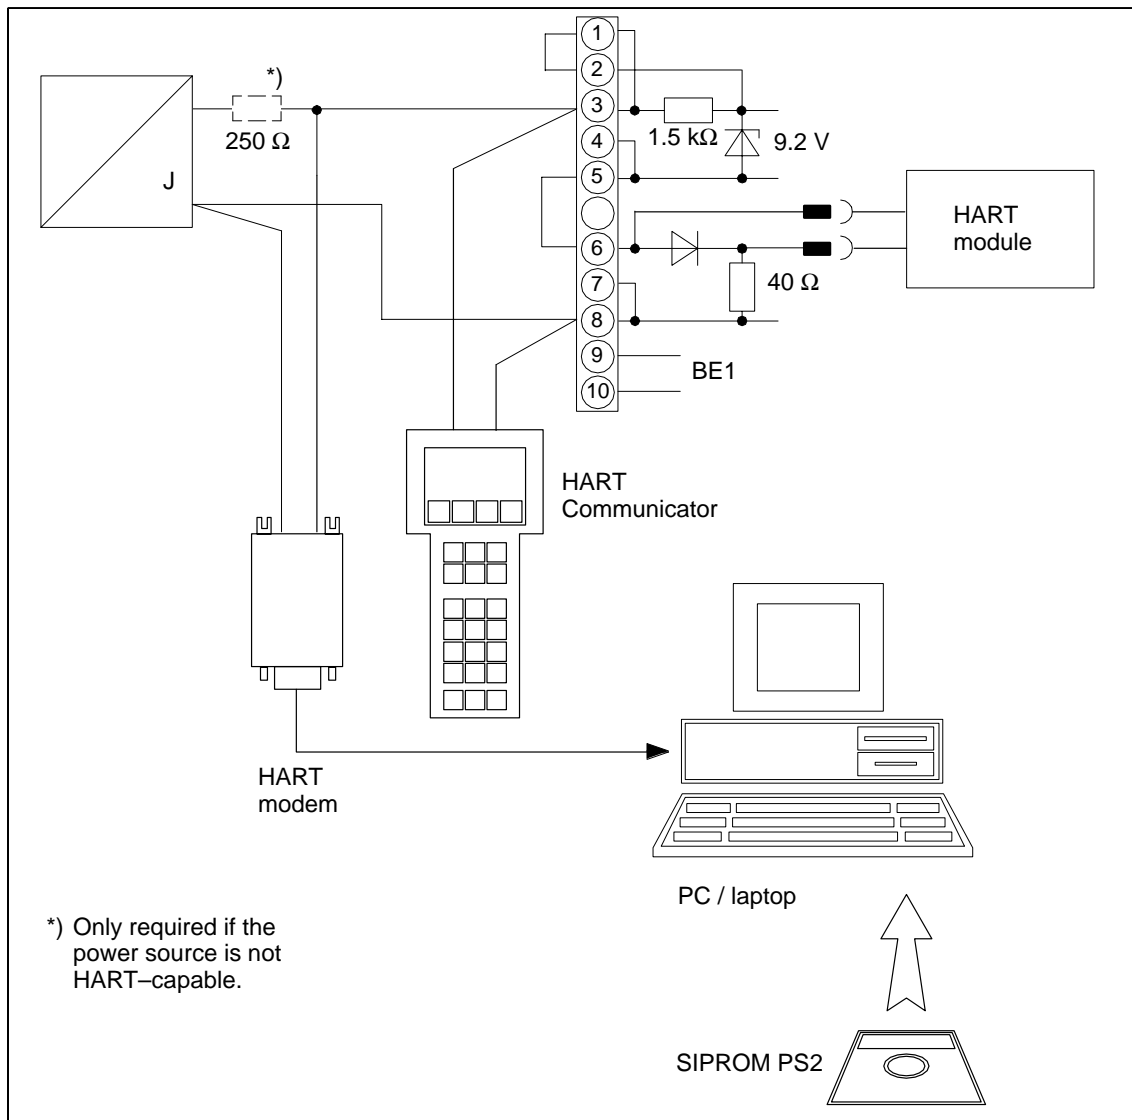 *)
250 Ω
J
1
2
3
4
5
6
7
8
9
10
1.5 kΩ
9.2 V
HART
module
40 Ω
BE1
HART
Communicator
HART
modem
PC / laptop
*) Only required if the
power source is not
HART–capable.
SIPROM PS2